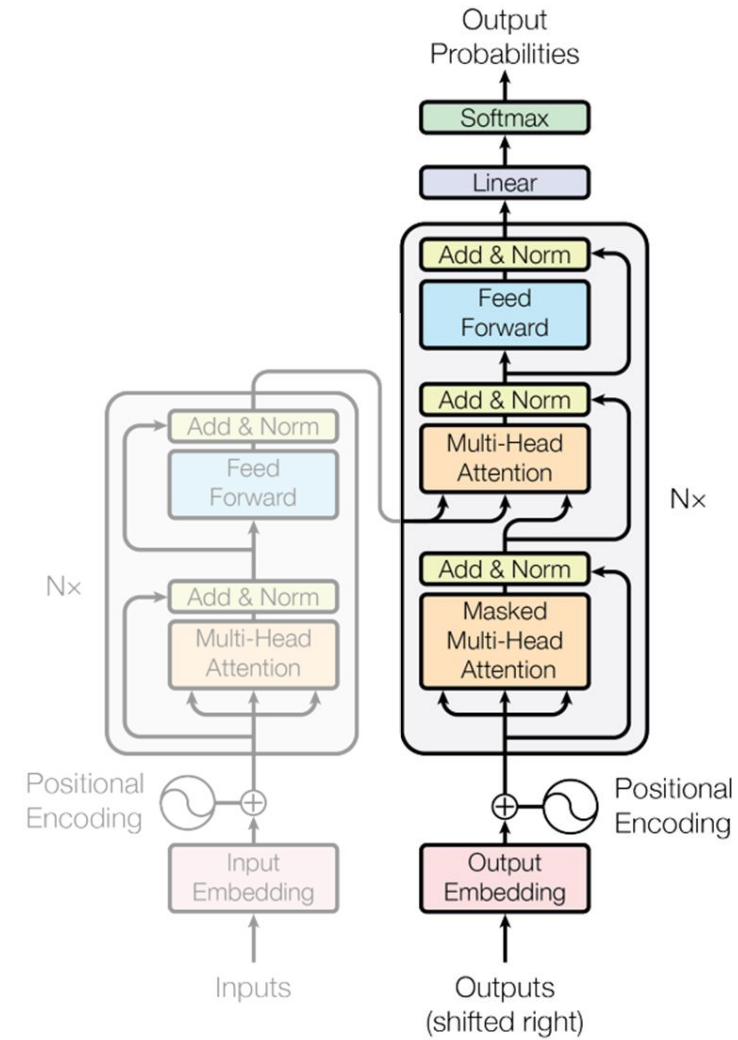 Output
Probabilities
Softmax
Linear
Add & Norm
Feed
Forward
Add & Norm
Multi-Head
Attention
N×
Add & Norm
Masked
Multi-Head
Attention
Positional
Encoding
Output
Embedding
Outputs
(shifted right)
Add & Norm
Feed
Forward
N×
Add & Norm
Multi-Head
Attention
Positional
Encoding
Input
Embedding
Inputs